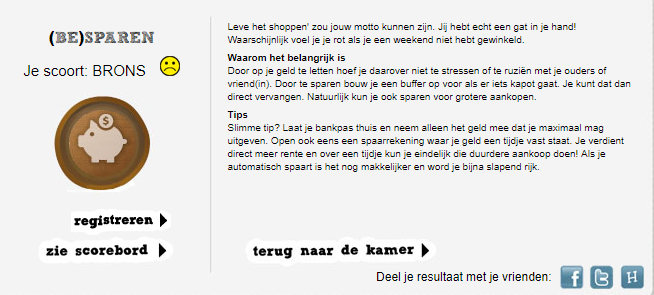 (BE)SPAREN
Je scoort: BRONS
$
registreren
zie scorebord
Leve het shoppen' zou jouw motto kunnen zijn. Jij hebt echt een gat in je hand!
Waarschijnlijk voel je je rot als je een weekend niet hebt gewinkeld.
Waarom het belangrijk is
Door op je geld te letten hoef je daarover niet te stressen of te ruziën met je ouders of
vriend(in). Door te sparen bouw je een buffer op voor als er iets kapot gaat. Je kunt dat dan
direct vervangen. Natuurlijk kun je ook sparen voor grotere aankopen.
Tips
Slimme tip? Laat je bankpas thuis en neem alleen het geld mee dat je maximaal mag
uitgeven. Open ook eens een spaarrekening waar je geld een tijdje vast staat. Je verdient
direct meer rente en over een tijdje kun je eindelijk die duurdere aankoop doen! Als je
automatisch spaart is het nog makkelijker en word je bijna slapend rijk.
terug naar de kamer
Deel je resultaat met je vrienden:
f t H